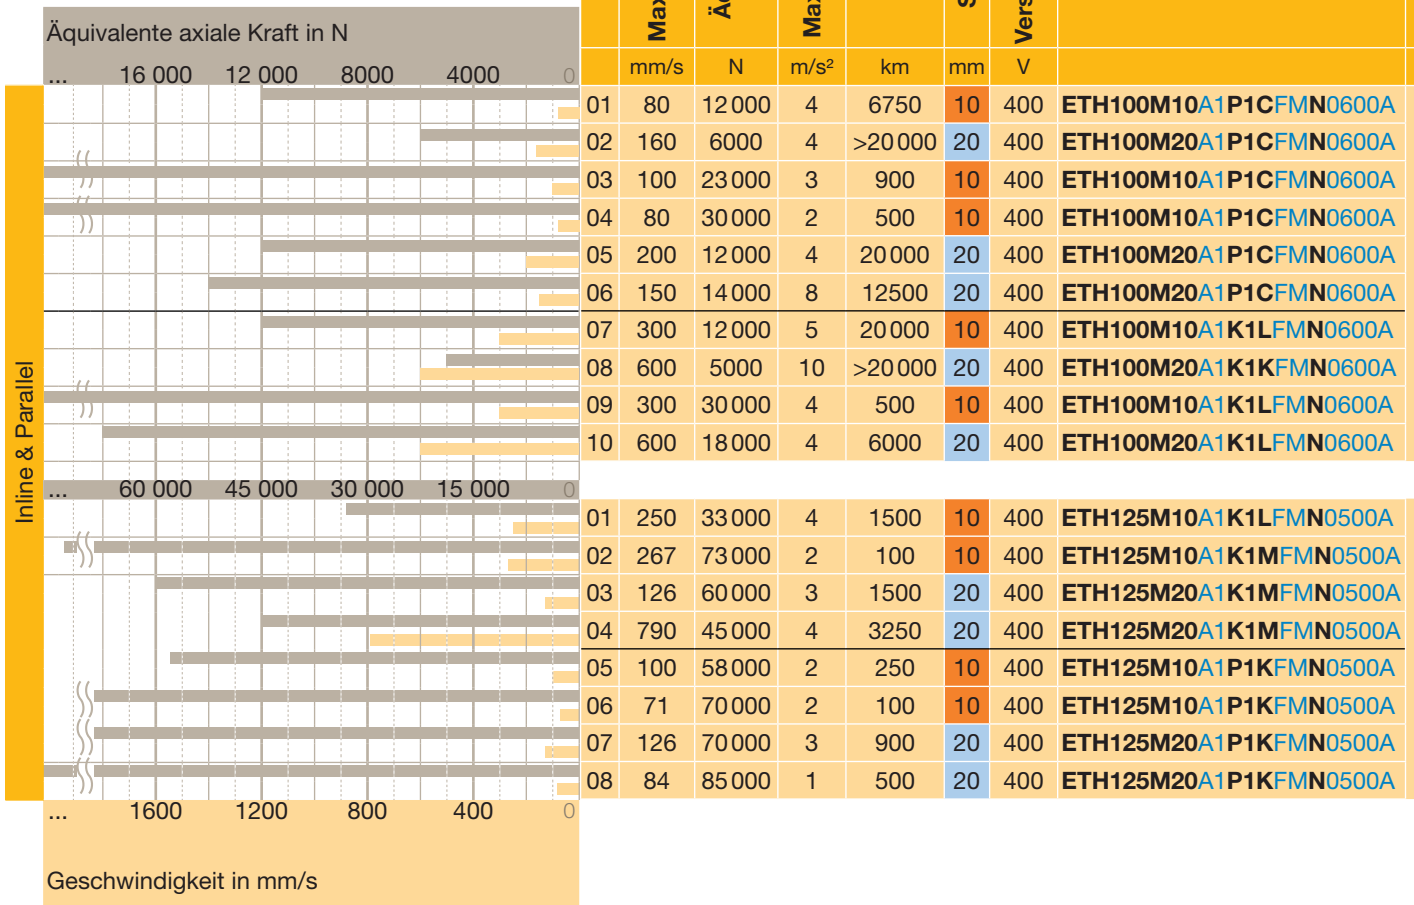 Äquivalente axiale Kraft in N
... 16 000 12 000 8000 4000 0
Max
Max
Vers
mm/s N m/s² km mm V
Inline & Parallel
01 80 12 000 4 6750 10 400 ETH100M10A1P1CFMN0600A
02 160 6000 4 >20 000 20 400 ETH100M20A1P1CFMN0600A
03 100 23 000 3 900 10 400 ETH100M10A1P1CFMN0600A
04 80 30 000 2 500 10 400 ETH100M10A1P1CFMN0600A
05 200 12 000 4 20 000 20 400 ETH100M20A1P1CFMN0600A
06 150 14 000 8 12500 20 400 ETH100M20A1P1CFMN0600A
07 300 12 000 5 20 000 10 400 ETH100M10A1K1LFMN0600A
08 600 5000 10 >20 000 20 400 ETH100M20A1K1KFMN0600A
09 300 30 000 4 500 10 400 ETH100M10A1K1LFMN0600A
10 600 18 000 4 6000 20 400 ETH100M20A1K1LFMN0600A
... 60 000 45 000 30 000 15 000 0
01 250 33 000 4 1500 10 400 ETH125M10A1K1LFMN0500A
02 267 73 000 2 100 10 400 ETH125M10A1K1MFMN0500A
03 126 60 000 3 1500 20 400 ETH125M20A1K1MFMN0500A
04 790 45 000 4 3250 20 400 ETH125M20A1K1MFMN0500A
05 100 58 000 2 250 10 400 ETH125M10A1P1KFMN0500A
06 71 70 000 2 100 10 400 ETH125M10A1P1KFMN0500A
07 126 70 000 3 900 20 400 ETH125M20A1P1KFMN0500A
08 84 85 000 1 500 20 400 ETH125M20A1P1KFMN0500A
... 1600 1200 800 400 0
Geschwindigkeit in mm/s